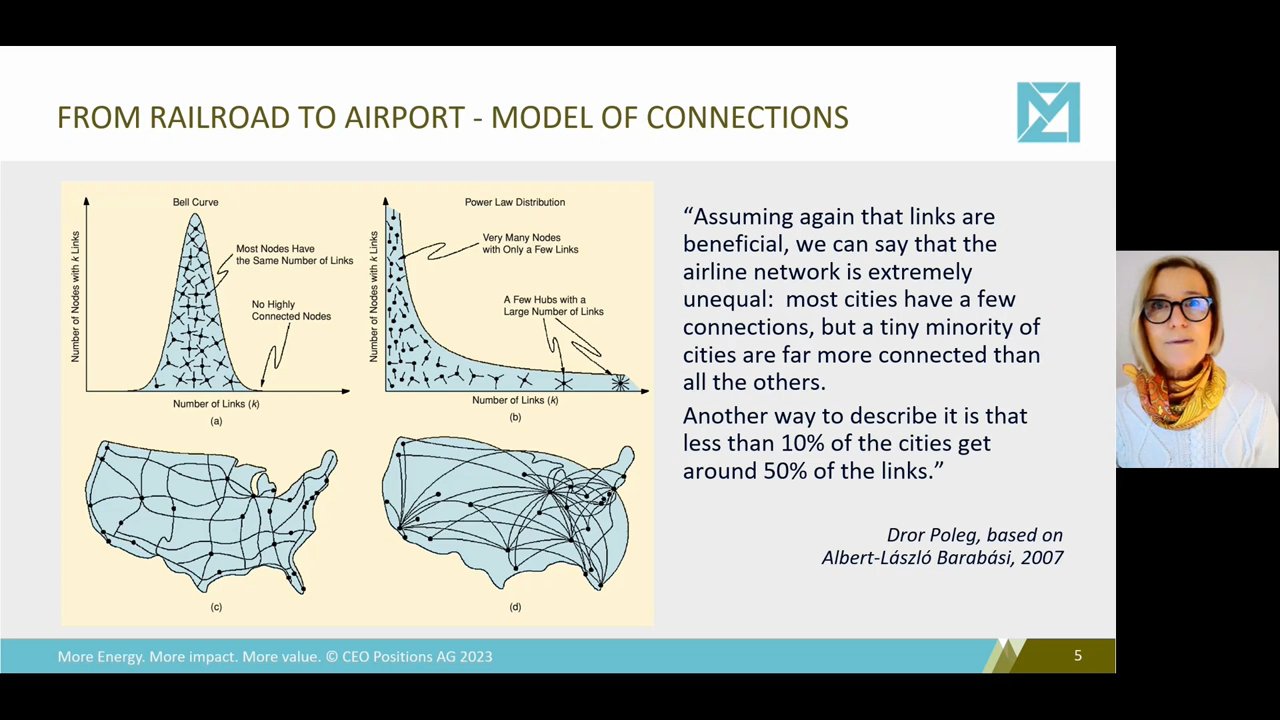 FROM RAILROAD TO AIRPORT - MODEL OF CONNECTIONS
Bell Curve
Number of Nodes with k Links
Most Nodes Have
the Same Number of Links
No Highly
Connected Nodes
Number of Links (k)
(a)
Power Law Distribution
Number of Nodes with k Links
Very Many Nodes
with Only a Few Links
A Few Hubs with a
Large Number of Links
Number of Links (k)
(b)
(c)
(d)
“Assuming again that links are
beneficial, we can say that the
airline network is extremely
unequal: most cities have a few
connections, but a tiny minority of
cities are far more connected than
all the others.
Another way to describe it is that
less than 10% of the cities get
around 50% of the links.”
Dror Poleg, based on
Albert-László Barabási, 2007
More Energy. More impact. More value. © CEO Positions AG 2023
5